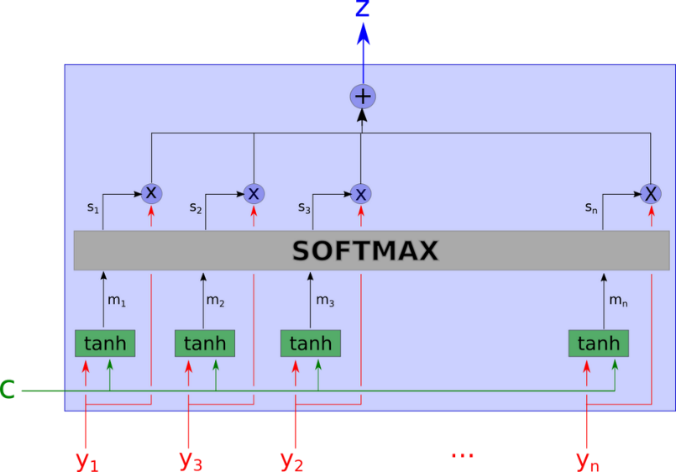 z
+
x x x x
s1 s2 s3 sn
SOFTMAX
m1 m2 m3 mn
tanh tanh tanh tanh
C
y1 y3 y2 ... yn